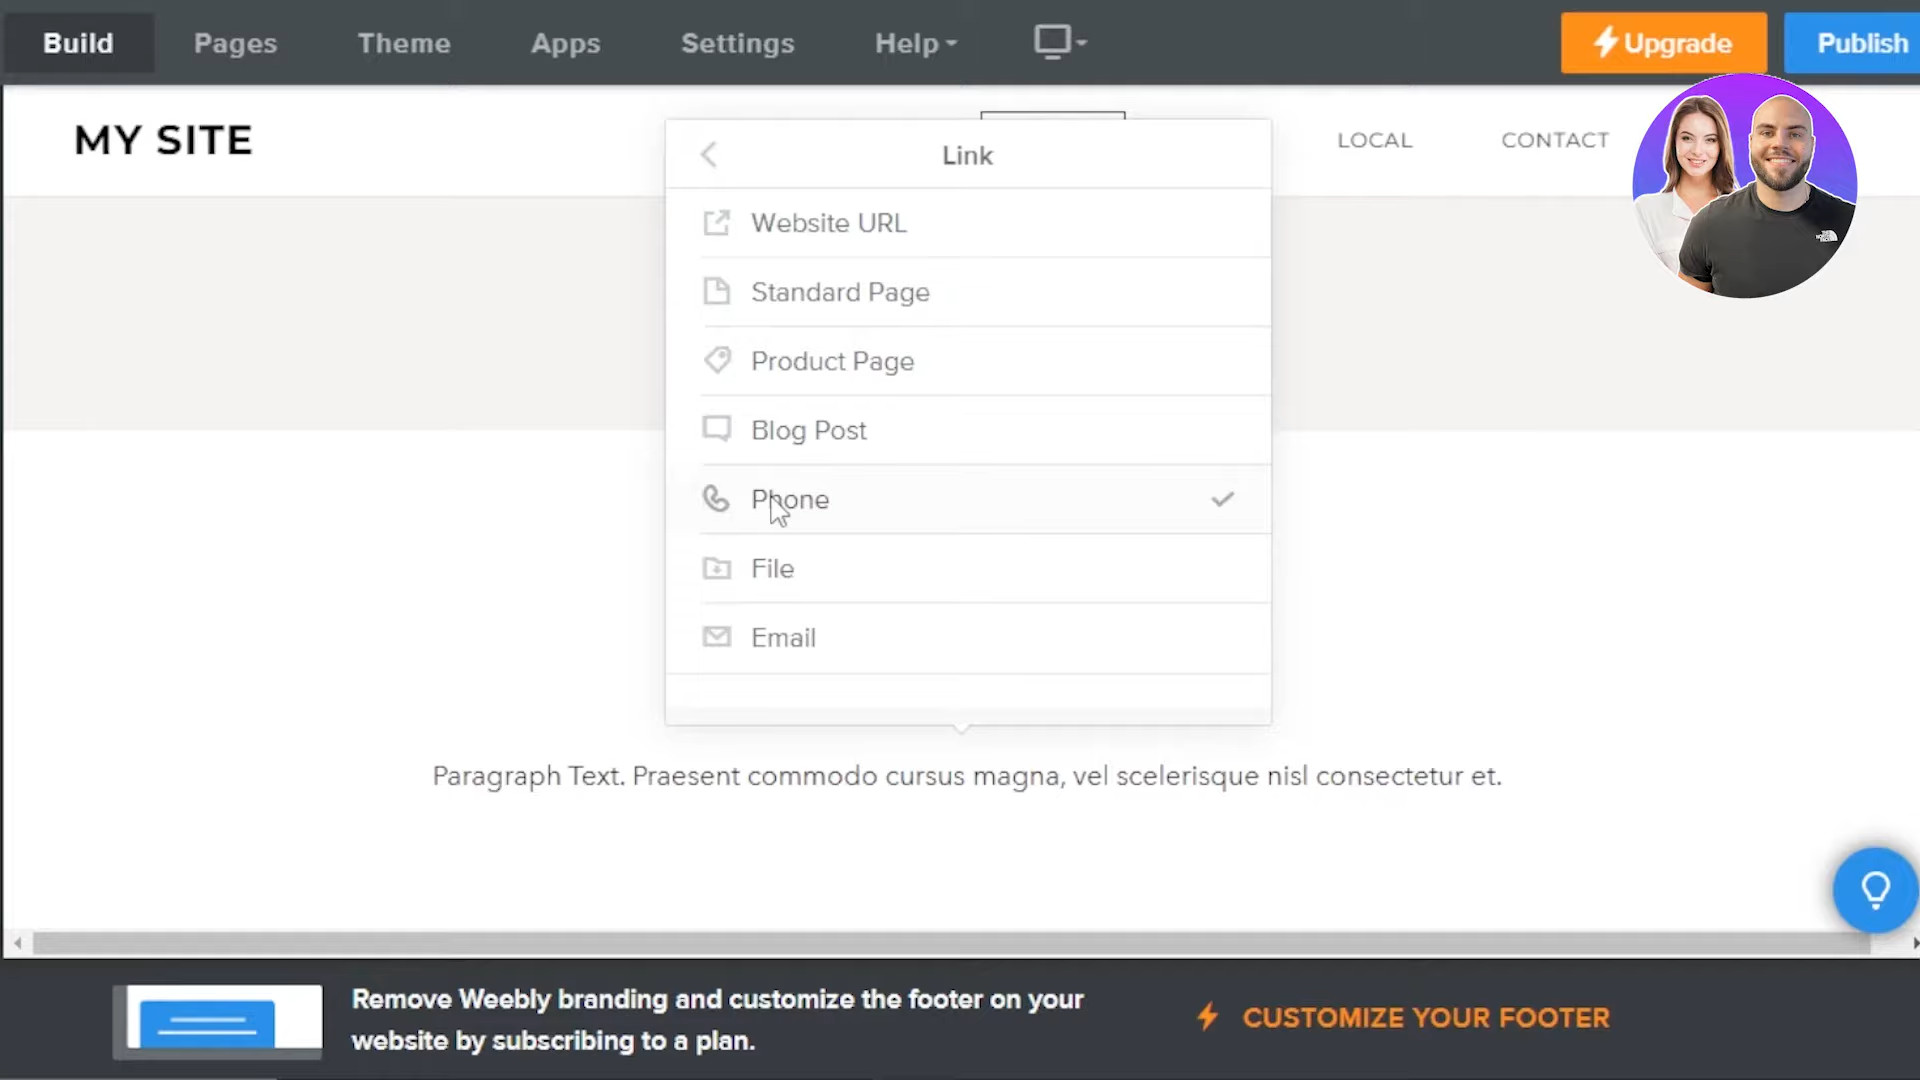 Build
Pages
Theme
Apps
Settings
Help
Upgrade
Publish
MY SITE
LOCAL
CONTACT
Link
Website URL
Standard Page
Product Page
Blog Post
Phone
File
Email
Paragraph Text. Praesent commodo cursus magna, vel scelerisque nisl consectetur et.
Remove Weebly branding and customize the footer on your
website by subscribing to a plan.
CUSTOMIZE YOUR FOOTER